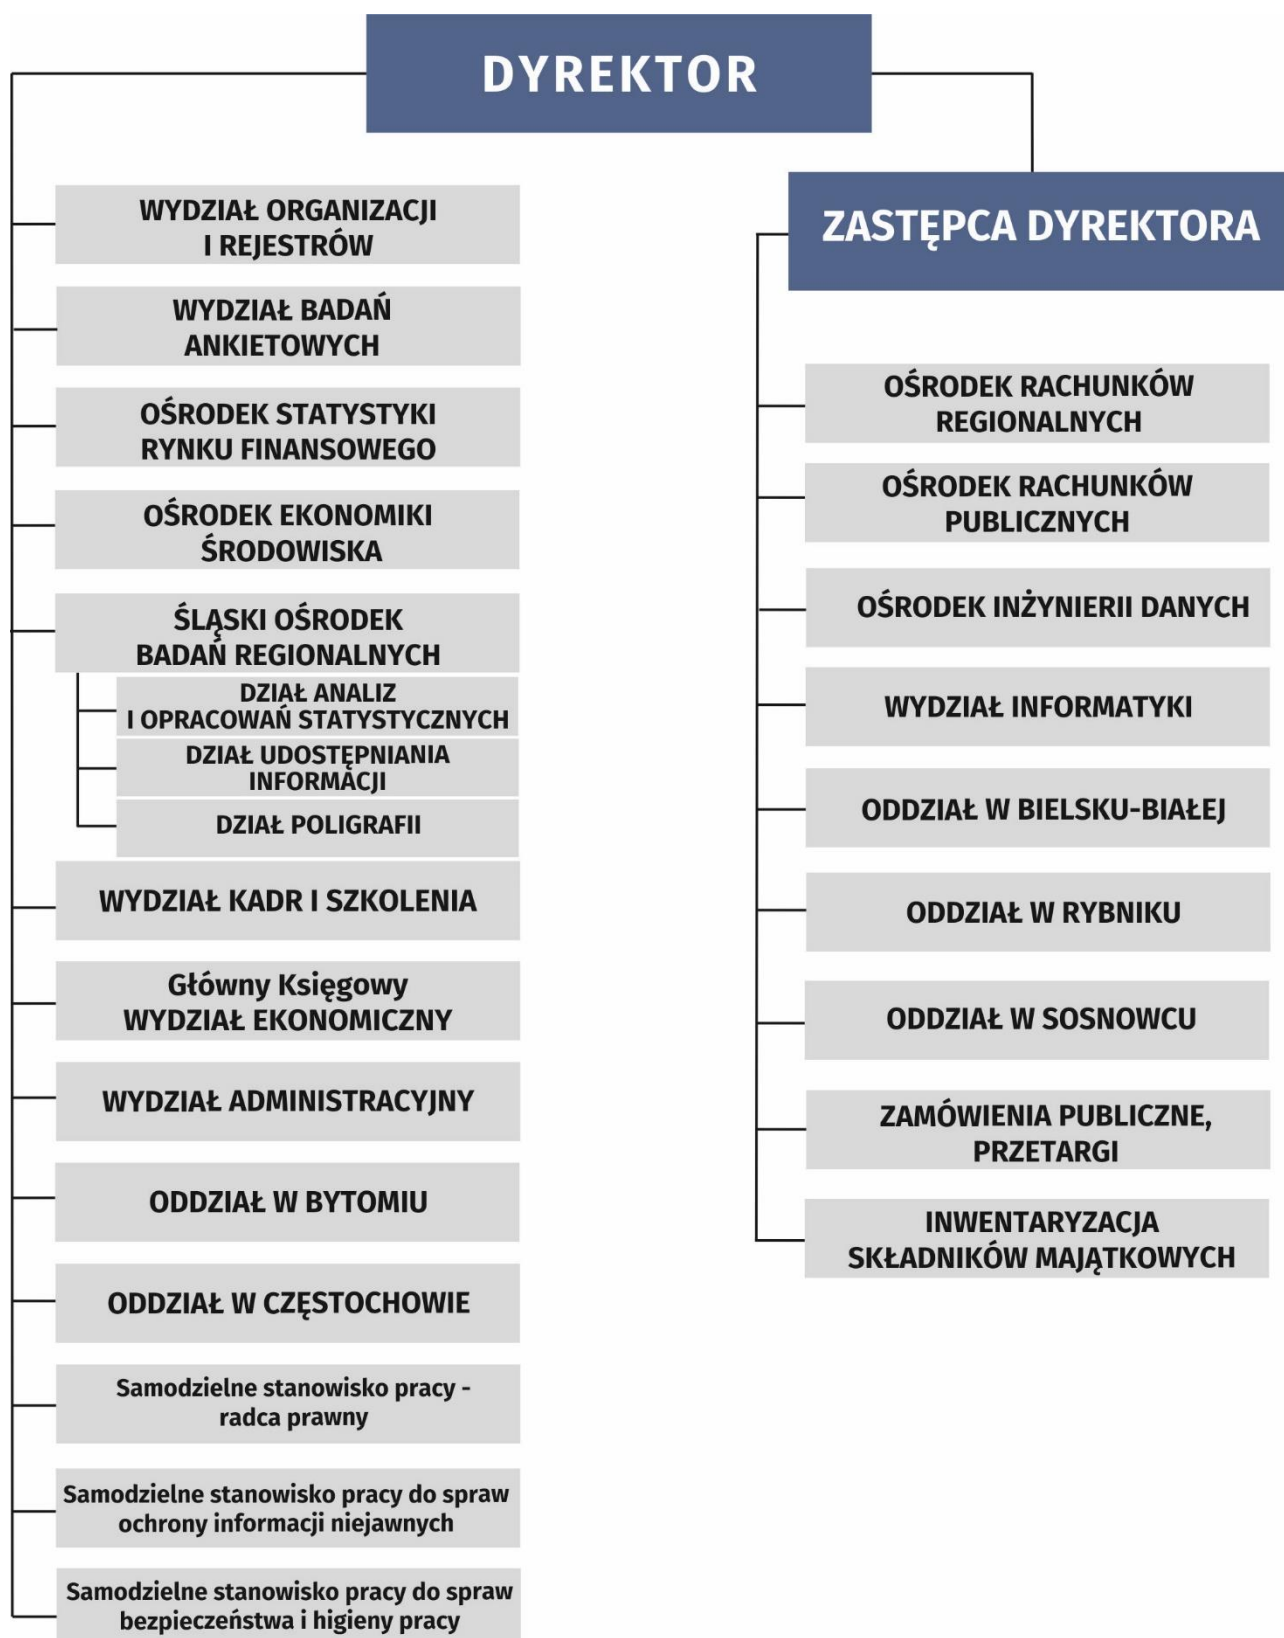 DYREKTOR
WYDZIAŁ ORGANIZACJI
I REJESTRÓW
WYDZIAŁ BADAŃ
ANKIETOWYCH
OŚRODEK STATYSTYKI
RYNKU FINANSOWEGO
OŚRODEK EKONOMIKI
ŚRODOWISKA
ŚLĄSKI OŚRODEK
BADAŃ REGIONALNYCH
DZIAŁ ANALIZ
I OPRACOWAŃ STATYSTYCZNYCH
DZIAŁ UDOSTĘPNIANIA
INFORMACJI
DZIAŁ POLIGRAFII
WYDZIAŁ KADR I SZKOLENIA
Główny Księgowy
WYDZIAŁ EKONOMICZNY
WYDZIAŁ ADMINISTRACYJNY
ODDZIAŁ W BYTOMIU
ODDZIAŁ W CZĘSTOCHOWIE
Samodzielne stanowisko pracy -
radca prawny
Samodzielne stanowisko pracy do spraw
ochrony informacji niejawnych
Samodzielne stanowisko pracy do spraw
bezpieczeństwa i higieny pracy
ZASTĘPCA DYREKTORA
OŚRODEK RACHUNKÓW
REGIONALNYCH
OŚRODEK RACHUNKÓW
PUBLICZNYCH
OŚRODEK INŻYNIERII DANYCH
WYDZIAŁ INFORMATYKI
ODDZIAŁ W BIELSKU-BIAŁEJ
ODDZIAŁ W RYBNIKU
ODDZIAŁ W SOSNOWCU
ZAMÓWIENIA PUBLICZNE,
PRZETARGI
INWENTARYZACJA
SKŁADNIKÓW MAJĄTKOWYCH